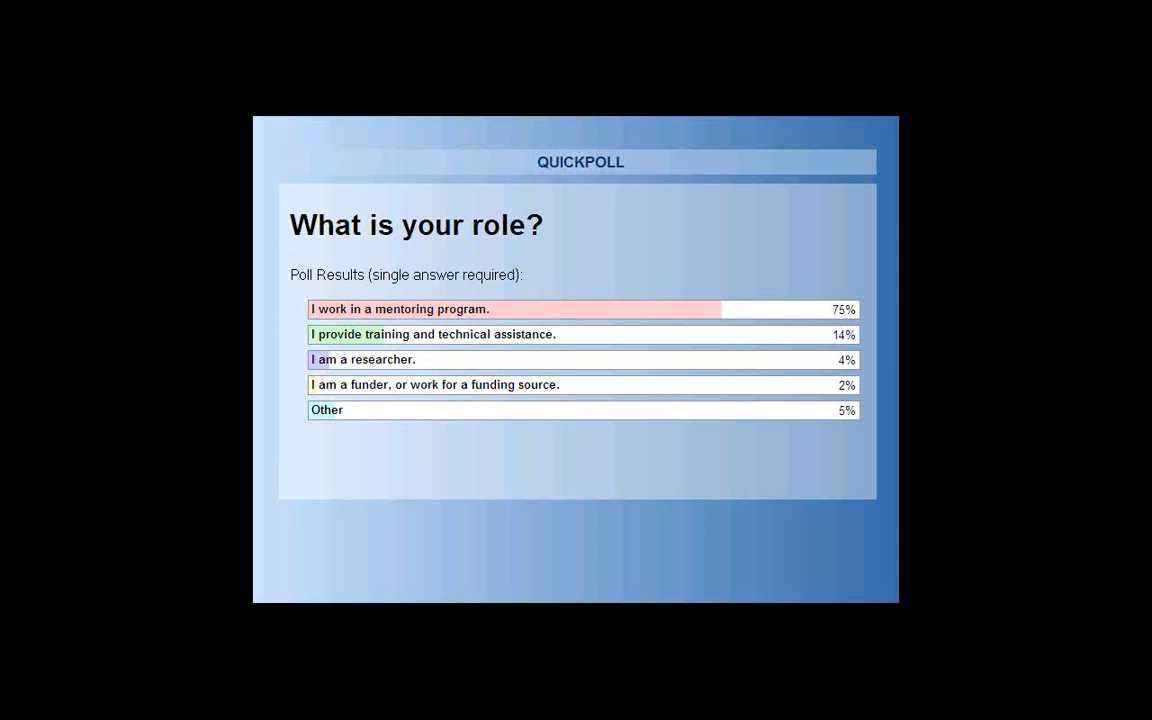 QUICKPOLL
What is your role?
Poll Results (single answer required):
I work in a mentoring program. 75%
I provide training and technical assistance. 14%
I am a researcher. 4%
I am a funder, or work for a funding source. 2%
Other 5%